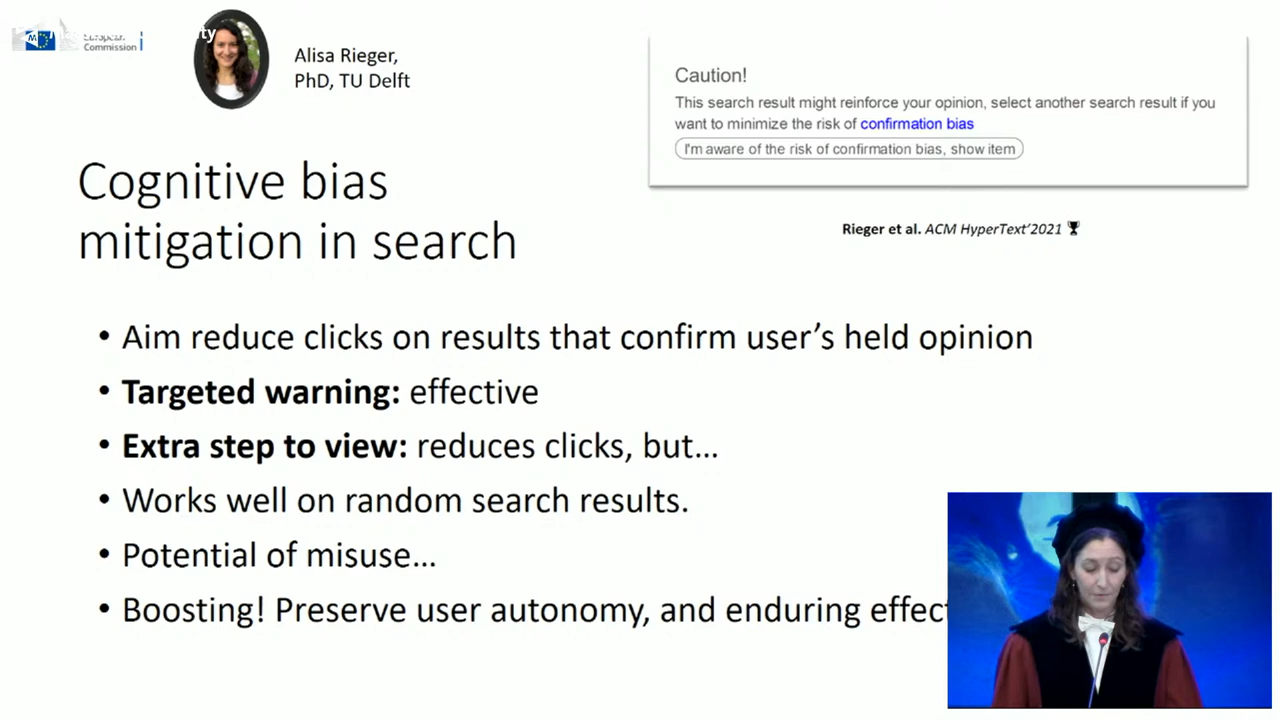 European
Commission
Alisa Rieger,
PhD, TU Delft
Caution!
This search result might reinforce your opinion, select another search result if you
want to minimize the risk of confirmation bias
I'm aware of the risk of confirmation bias, show item
Rieger et al. ACM HyperText'2021
Cognitive bias
mitigation in search
• Aim reduce clicks on results that confirm user's held opinion
• Targeted warning: effective
• Extra step to view: reduces clicks, but…
• Works well on random search results.
• Potential of misuse…
• Boosting! Preserve user autonomy, and enduring effect